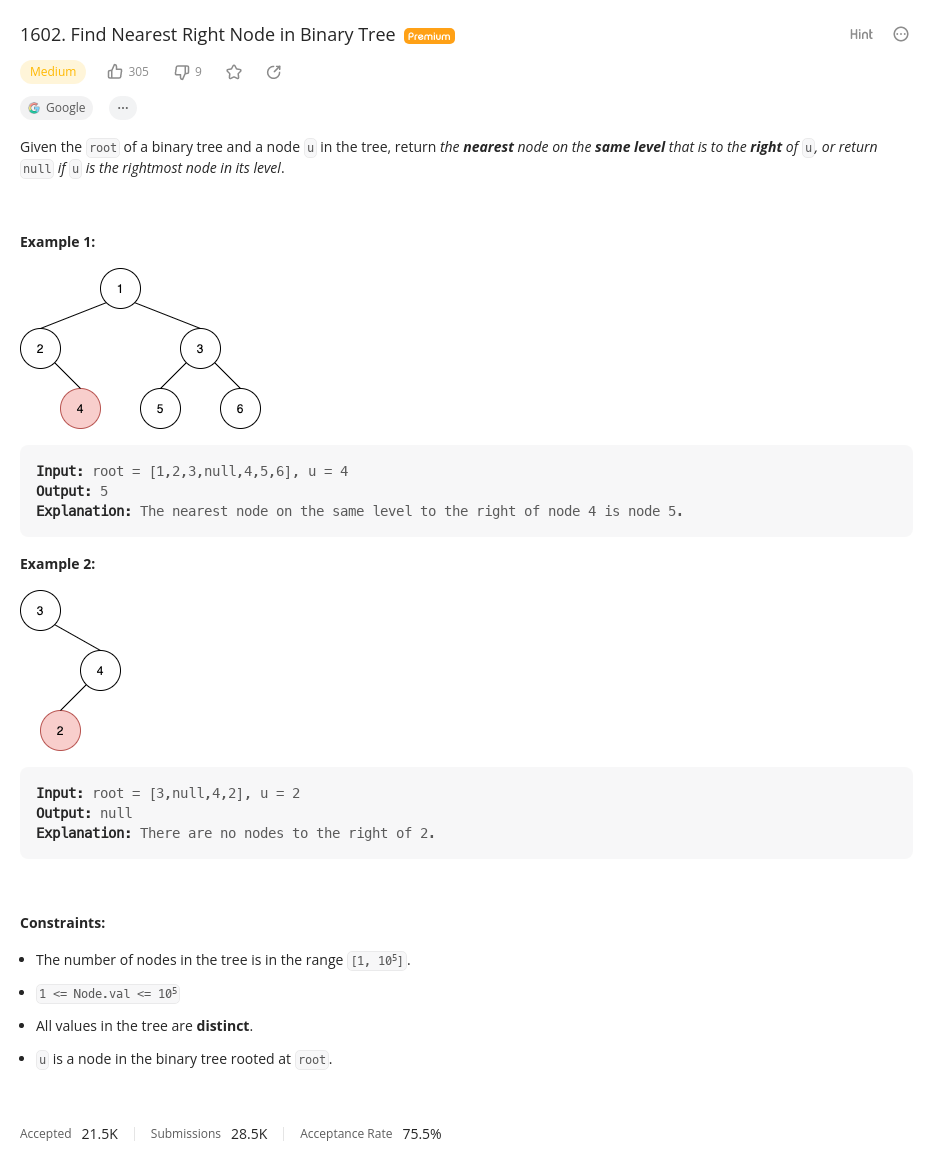 1602. Find Nearest Right Node in Binary Tree Premium Hint
Medium 305 9
Google ...
Given the root of a binary tree and a node u in the tree, return the nearest node on the same level that is to the right of u, or return
null if u is the rightmost node in its level.
Example 1:
1
2 3
4 5 6
Input: root = [1,2,3,null,4,5,6], u = 4
Output: 5
Explanation: The nearest node on the same level to the right of node 4 is node 5.
Example 2:
3
4
2
Input: root = [3,null,4,2], u = 2
Output: null
Explanation: There are no nodes to the right of 2.
Constraints:
• The number of nodes in the tree is in the range [1, 10⁵].
• 1 <= Node.val <= 10⁵
• All values in the tree are distinct.
• u is a node in the binary tree rooted at root.
Accepted 21.5K Submissions 28.5K Acceptance Rate 75.5%